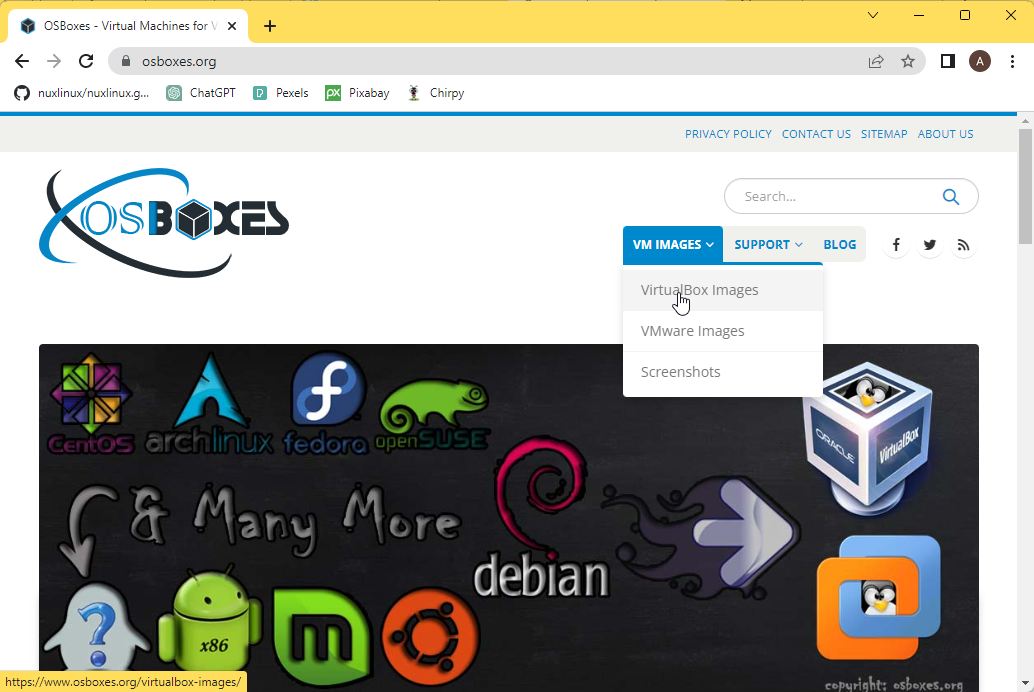 OSBoxes - Virtual Machines for V
osboxes.org
A
nuxlinux/nuxlinux.g... ChatGPT Pexels px Pixabay Chirpy
PRIVACY POLICY CONTACT US SITEMAP ABOUT US
OSBOXES
Search...
VM IMAGES SUPPORT BLOG
VirtualBox Images
VMware Images
Screenshots
CentOS archlinux fedora openSUSE
ORACLE VirtualBox
& Many More
debian
x86
copyright: osboxes.org
https://www.osboxes.org/virtualbox-images/